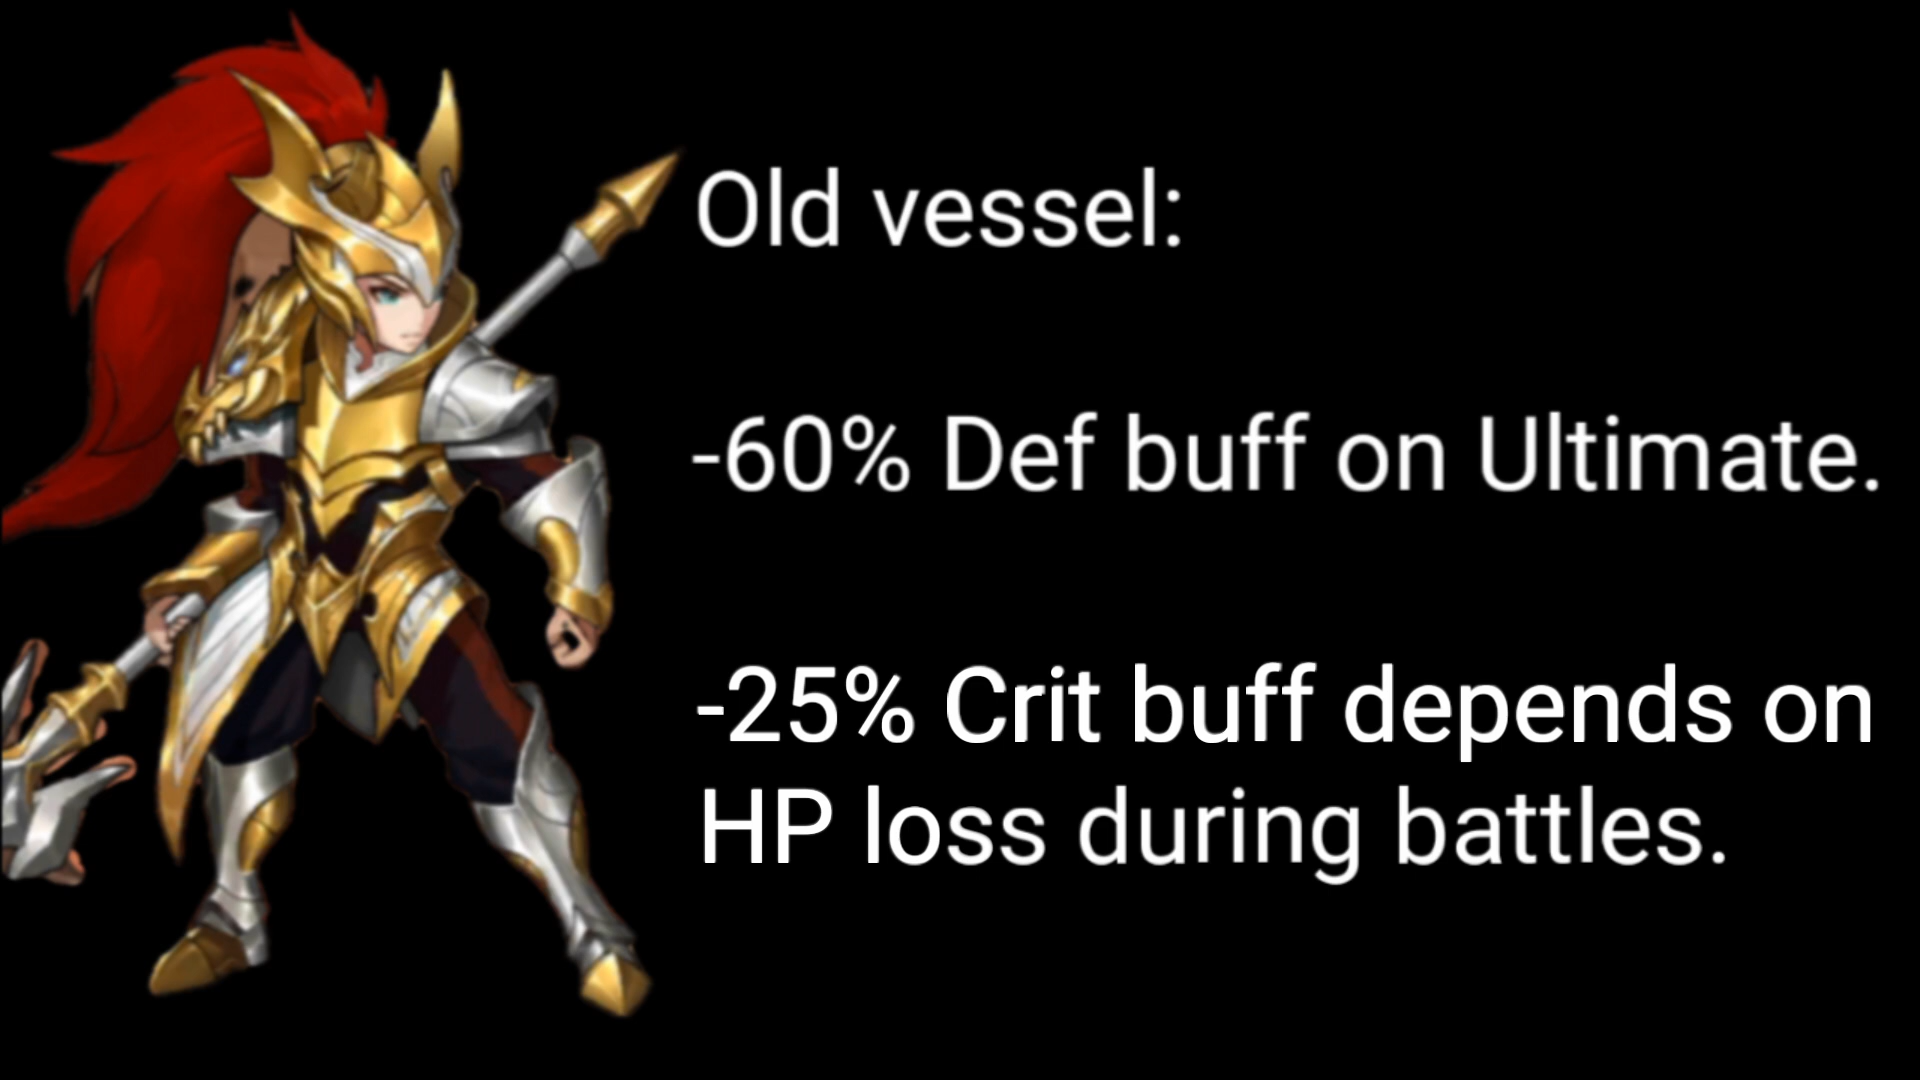 Old vessel:
-60% Def buff on Ultimate.
-25% Crit buff depends on
HP loss during battles.